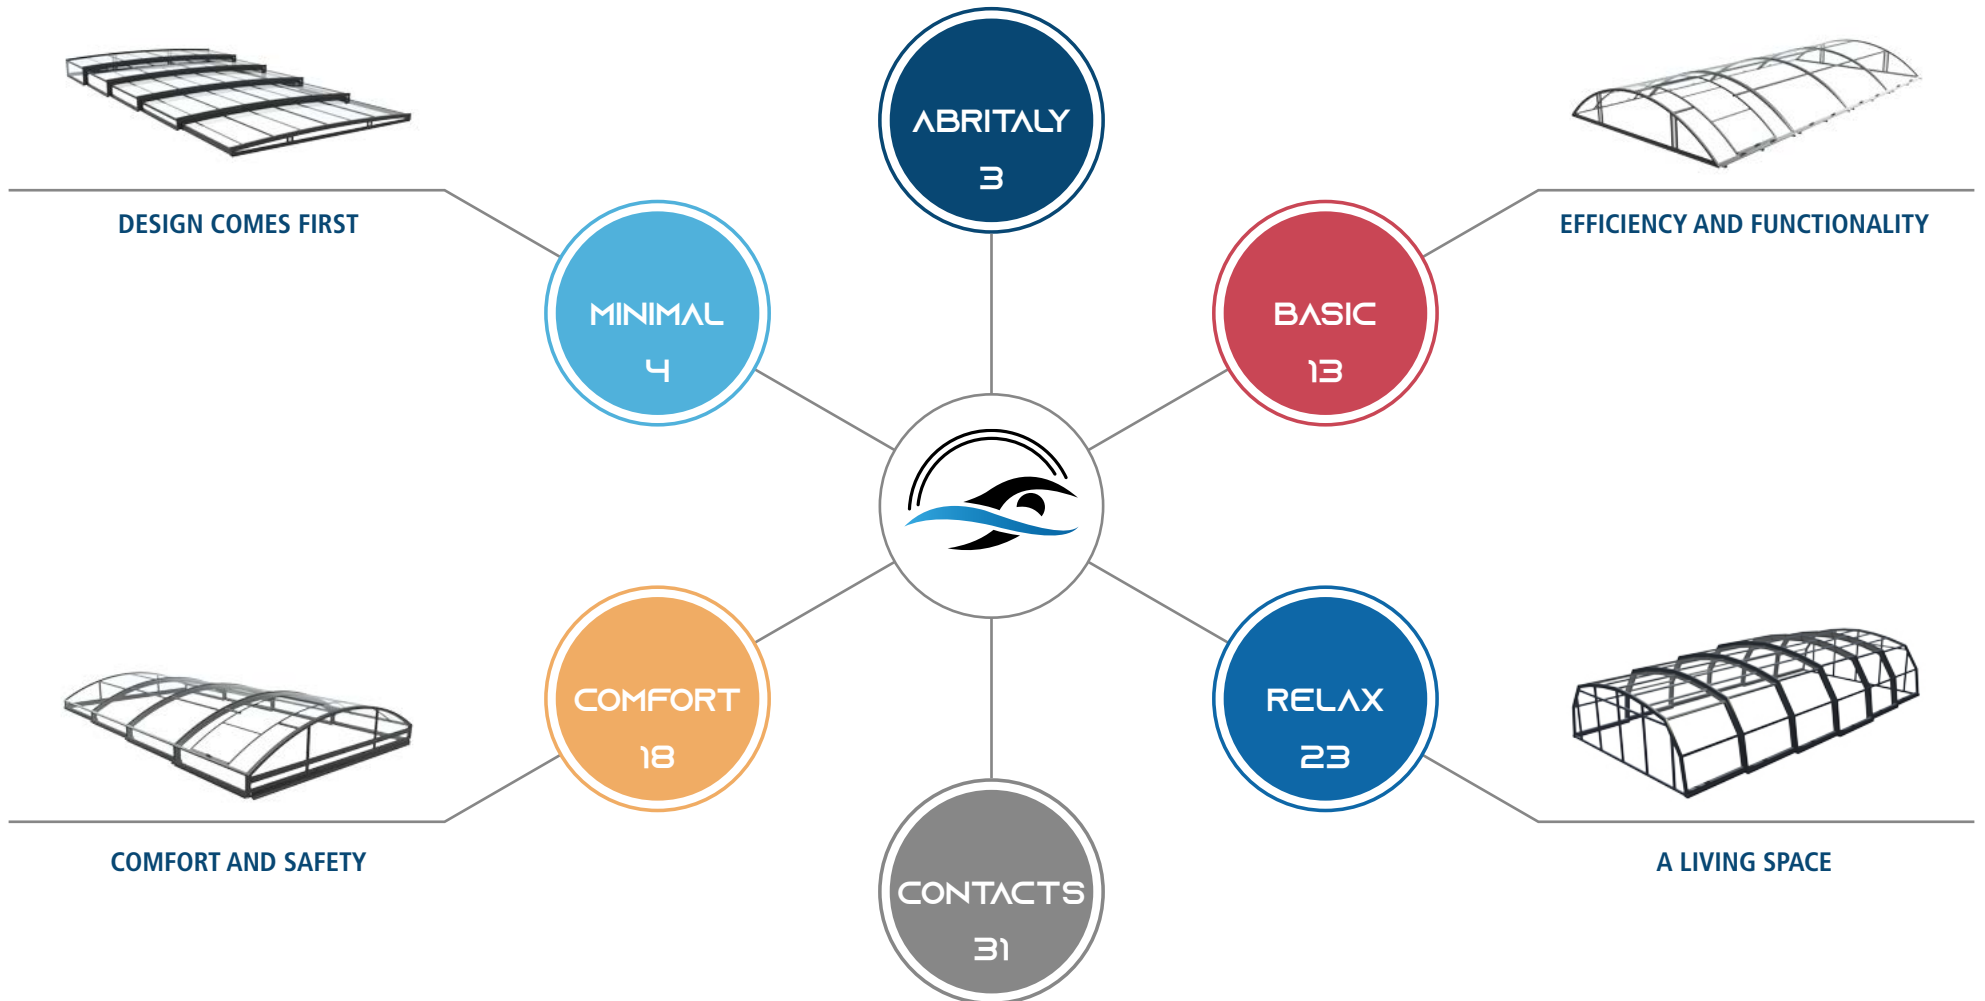 ABRITALY
3
DESIGN COMES FIRST
EFFICIENCY AND FUNCTIONALITY
MINIMAL
4
BASIC
13
COMFORT
18
RELAX
23
COMFORT AND SAFETY
A LIVING SPACE
CONTACTS
31